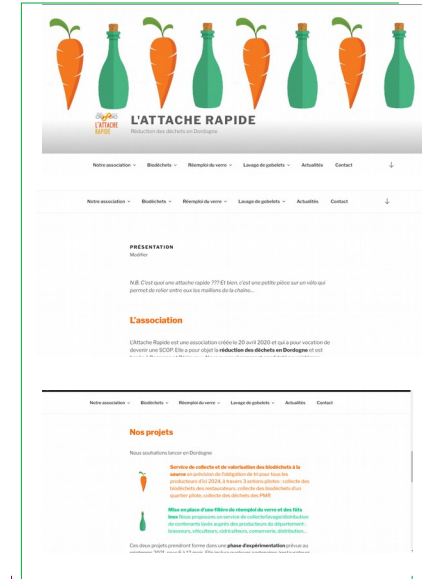 L'ATTACHE RAPIDE
L'ATTACHE
RAPIDE
Réduction des déchets en Dordogne
Notre association Biodéchets Réemploi du verre Lavage de gobelets Actualités Contact
Notre association Biodéchets Réemploi du verre Lavage de gobelets Actualités Contact
PRÉSENTATION
Modifier
N.B. C'est quoi une attache rapide ??? Et bien, c'est une petite pièce sur un vélo qui
permet de relier entre eux les maillons de la chaîne...
L'association
L'Attache Rapide est une association créée le 20 avril 2020 et qui a pour vocation de
devenir une SCOP. Elle a pour objet la réduction des déchets en Dordogne et est
Notre association Biodéchets Réemploi du verre Lavage de gobelets Actualités Contact
Nos projets
Nous souhaitons lancer en Dordogne
Service de collecte et de valorisation des biodéchets à la
source en prévision de l'obligation de tri pour tous les
producteurs d'ici 2024, à travers 3 actions pilotes : collecte des
biodéchets des restaurateurs, collecte des biodéchets d'un
quartier pilote, collecte des déchets des PMR
Mise en place d'une filière de réemploi du verre et des fûts
inox Nous proposons un service de collecte/lavage/distribution
de contenants lavés auprès des producteurs du département :
brasseurs, viticulteurs, cidriculteurs, conserverie, distribution...
Ces deux projets prendront forme dans une phase d'expérimentation prévue au